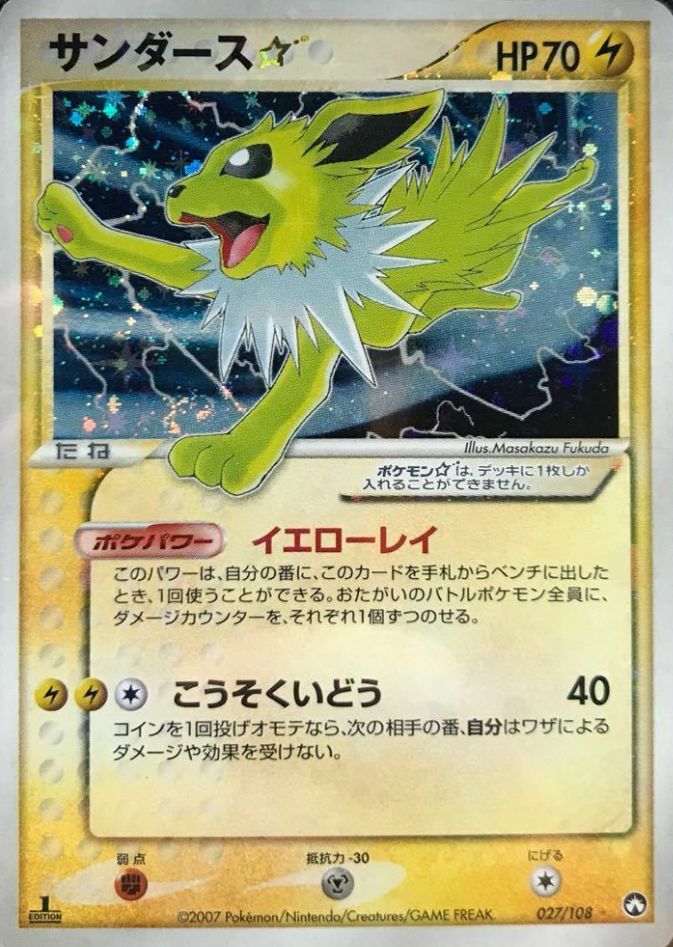 サンダース☆
HP70
たね
Illus.Masakazu Fukuda
ポケモン☆は、デッキに1枚しか
入れることができません。
ポケパワー イエローレイ
このパワーは、自分の番に、このカードを手札からベンチに出した
とき、1回使うことができる。おたがいのバトルポケモン全員に、
ダメージカウンターを、それぞれ1個ずつのせる。
こうそくいどう 40
コインを1回投げオモテなら、次の相手の番、自分はワザによる
ダメージや効果を受けない。
弱点 抵抗力-30 にげる
1 EDITION
©2007 Pokémon/Nintendo/Creatures/GAME FREAK
027/108